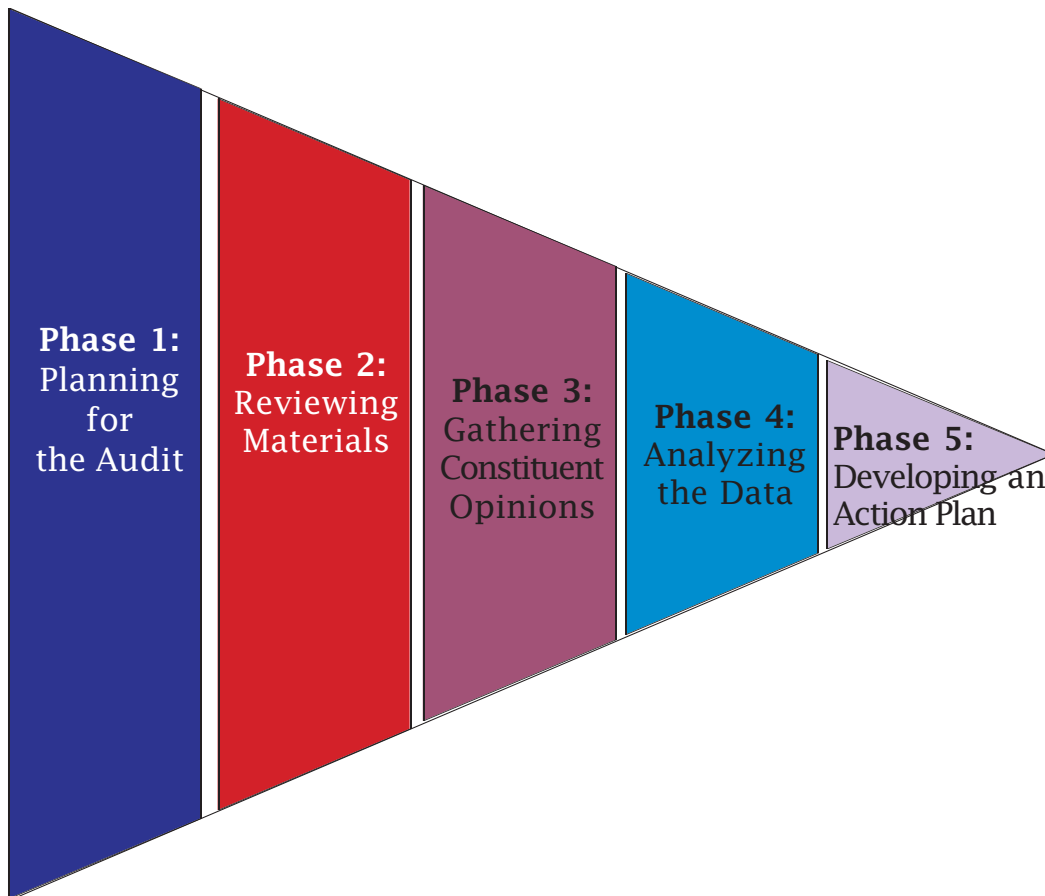 Phase 1:
Planning
for
the Audit
Phase 2:
Reviewing
Materials
Phase 3:
Gathering
Constituent
Opinions
Phase 4:
Analyzing
the Data
Phase 5:
Developing an
Action Plan